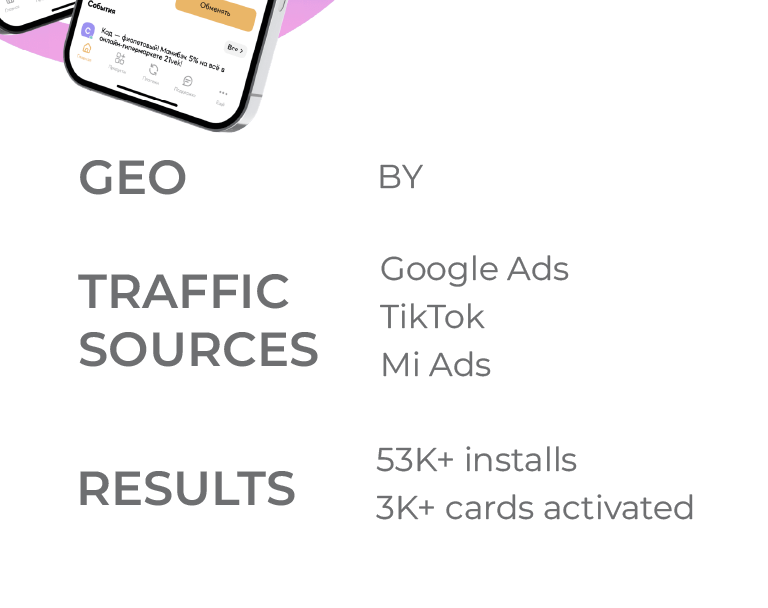 Обменять
События
Все >
Код — фиолетовый! Манибэк 5% на всё в
онлайн-гипермаркете 21vek!
Главная
Продукты
Платежи
Поддержка
Ещё
GEO
BY
TRAFFIC
SOURCES
Google Ads
TikTok
Mi Ads
RESULTS
53K+ installs
3K+ cards activated